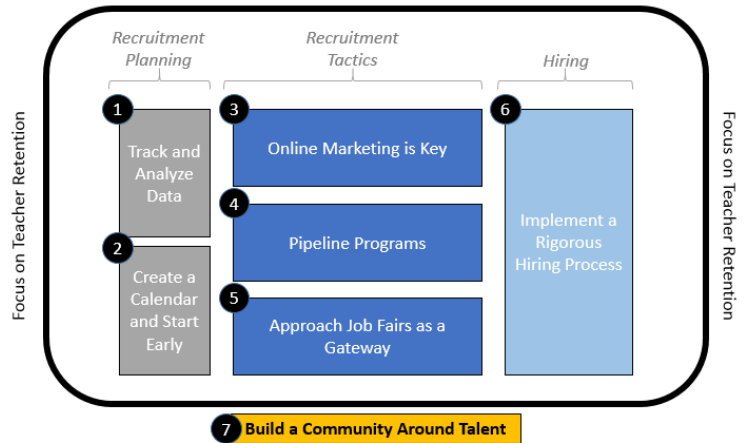 Recruitment
Planning
Recruitment
Tactics
Hiring
Focus on Teacher Retention
1
Track and
Analyze
Data
2
Create a
Calendar
and Start
Early
3
Online Marketing is Key
4
Pipeline Programs
5
Approach Job Fairs as a
Gateway
6
Implement a
Rigorous
Hiring Process
Focus on Teacher Retention
7
Build a Community Around Talent